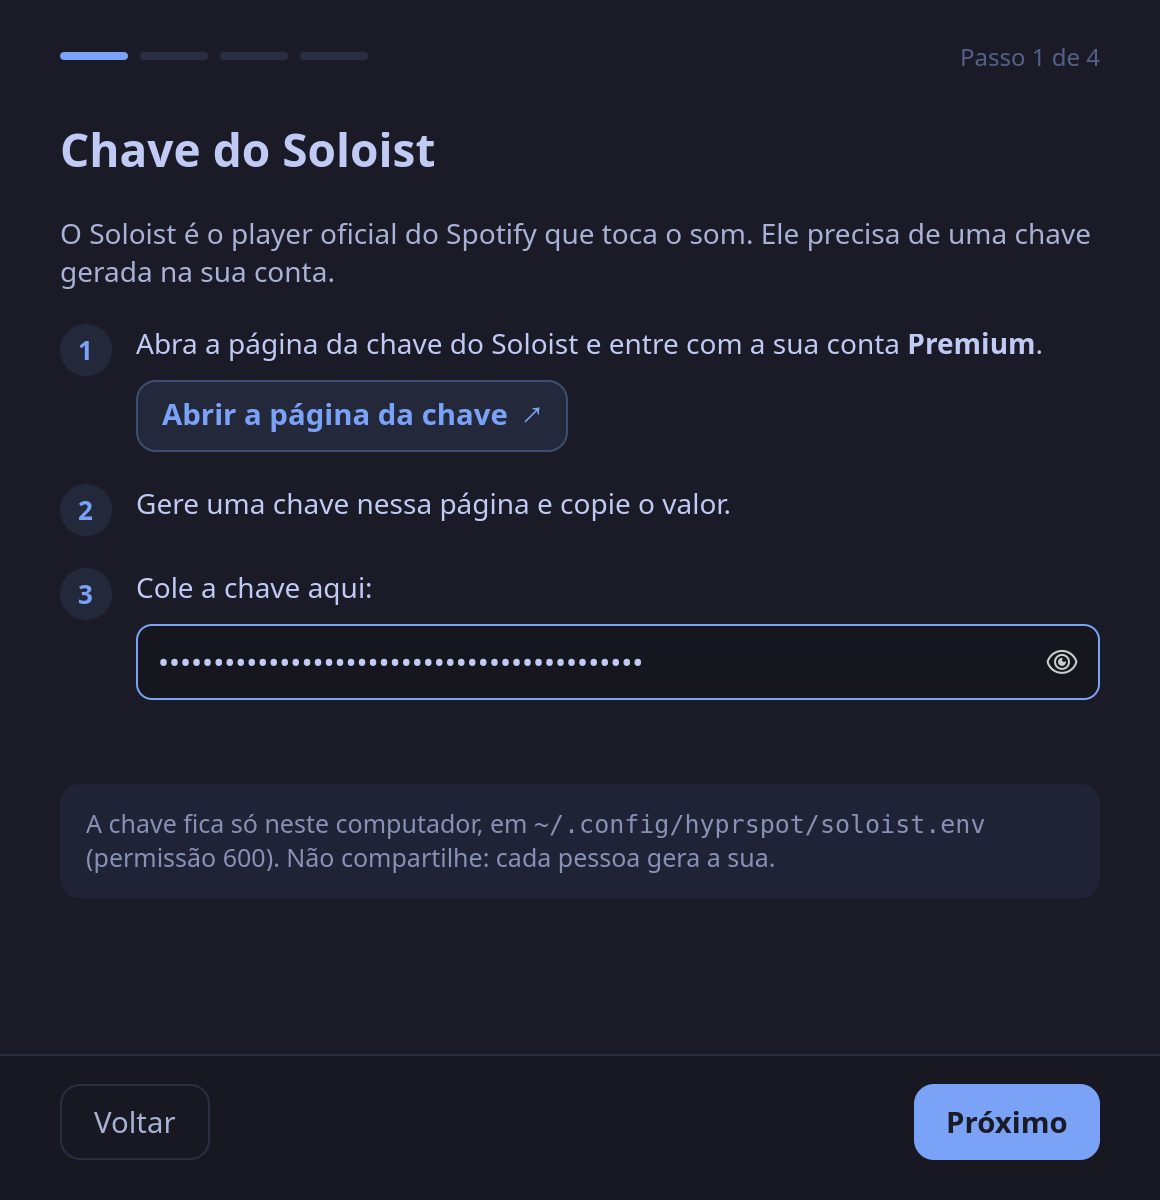 Passo 1 de 4
Chave do Soloist
O Soloist é o player oficial do Spotify que toca o som. Ele precisa de uma chave
gerada na sua conta.
1 Abra a página da chave do Soloist e entre com a sua conta Premium.
Abrir a página da chave ↗
2 Gere uma chave nessa página e copie o valor.
3 Cole a chave aqui:
••••••••••••••••••••••••••••••••••••••••••••
A chave fica só neste computador, em ~/.config/hyprspot/soloist.env
(permissão 600). Não compartilhe: cada pessoa gera a sua.
Voltar
Próximo